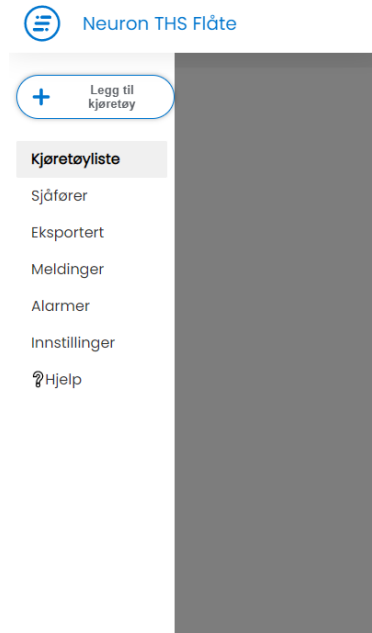 Neuron THS Flåte
Legg til
kjøretøy
Kjøretøyliste
Sjåfører
Eksportert
Meldinger
Alarmer
Innstillinger
?Hjelp